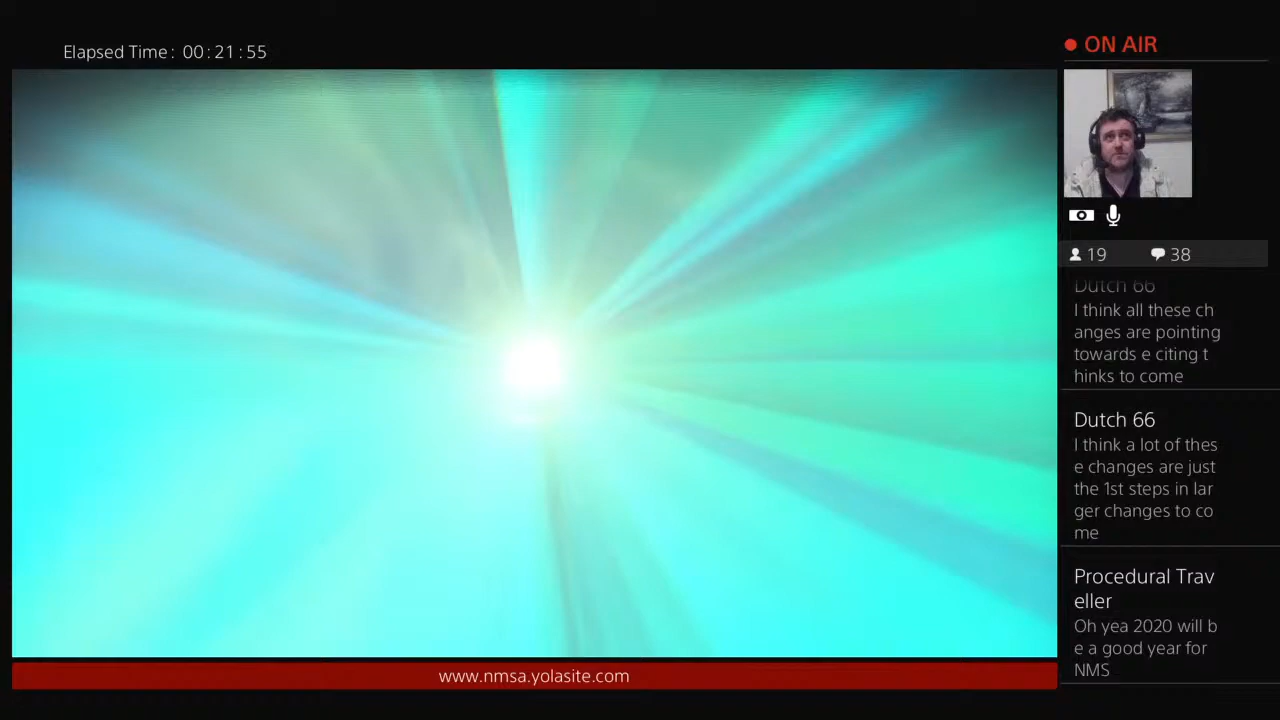 Elapsed Time: 00:21:55
ON AIR
19 38
Dutch 66
I think all these ch
anges are pointing
towards e citing t
hinks to come
Dutch 66
I think a lot of thes
e changes are just
the 1st steps in lar
ger changes to co
me
Procedural Trav
eller
Oh yea 2020 will b
e a good year for
NMS
www.nmsa.yolasite.com